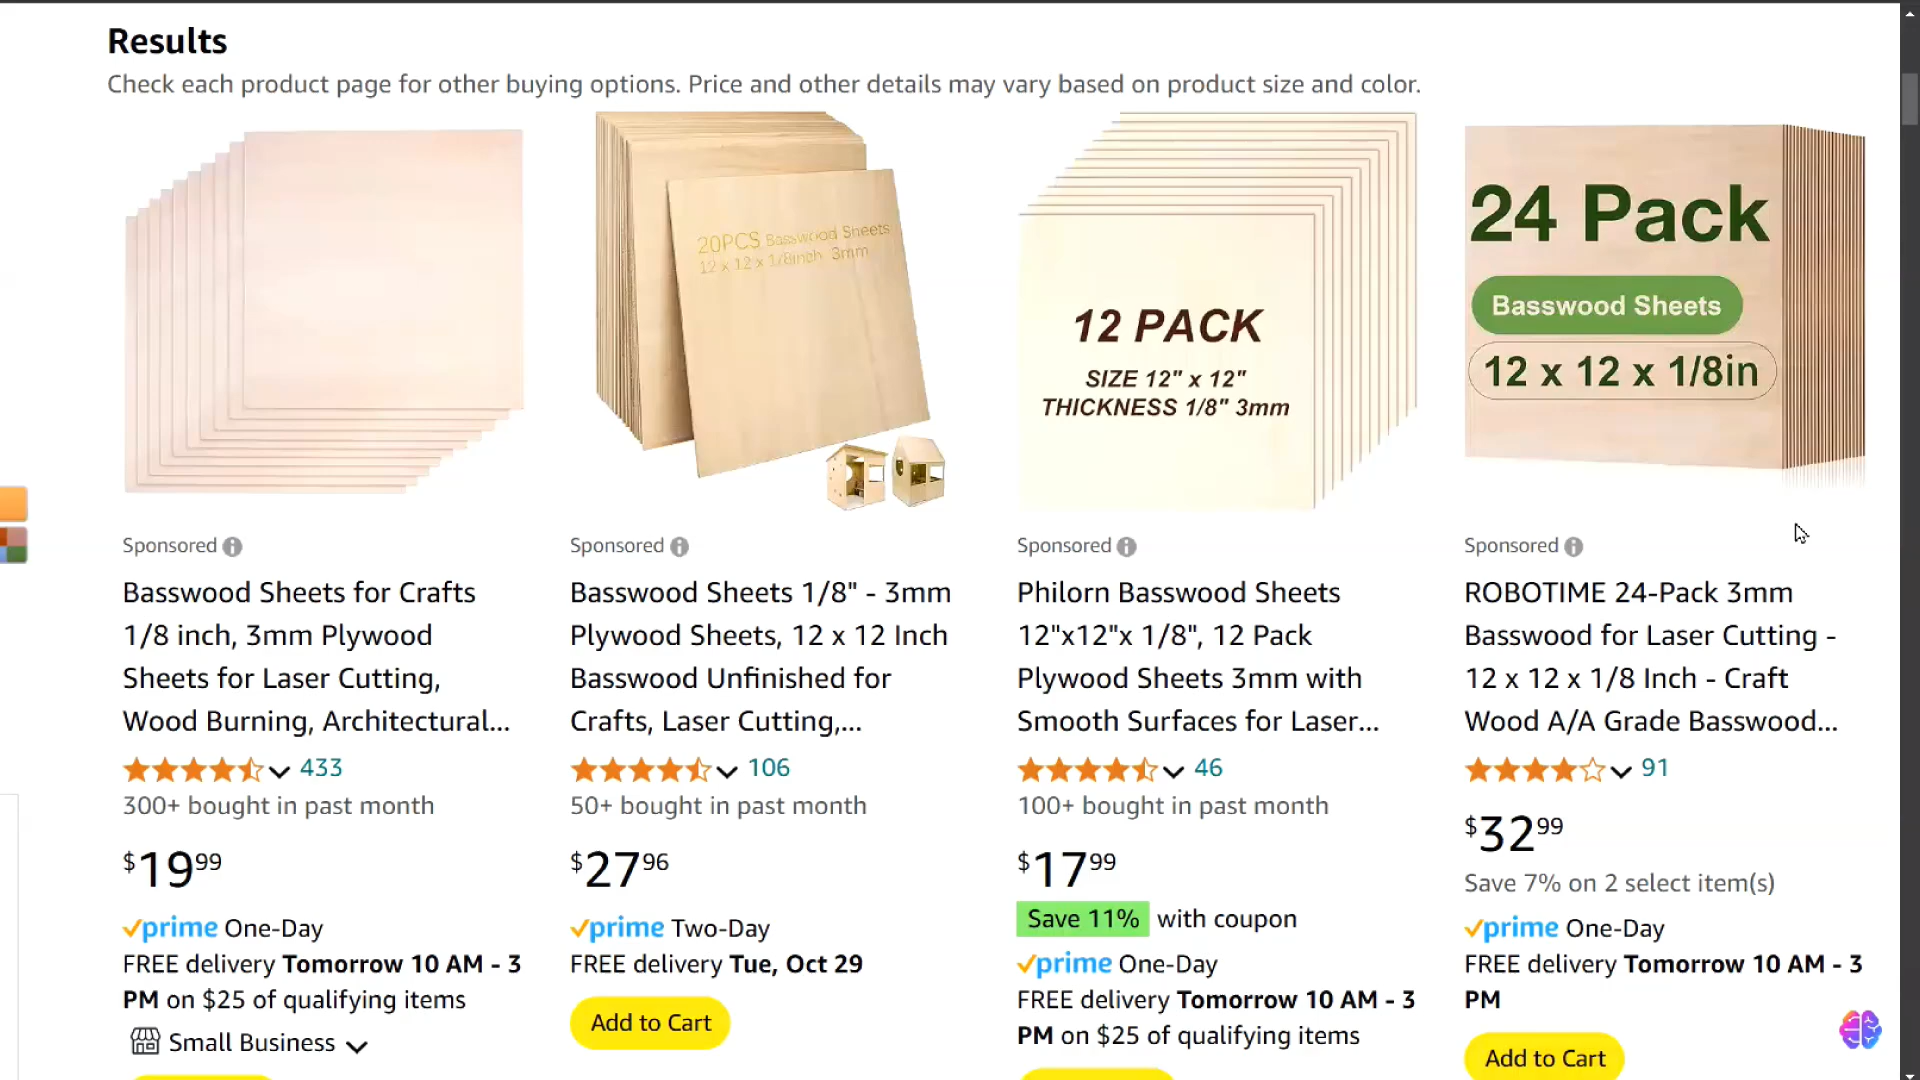 Results
Check each product page for other buying options. Price and other details may vary based on product size and color.
20PCS Basswood Sheets
12 x 12 x 1/8inch 3mm
12 PACK
SIZE 12" x 12"
THICKNESS 1/8" 3mm
24 Pack
Basswood Sheets
12 x 12 x 1/8in
Sponsored
Basswood Sheets for Crafts
1/8 inch, 3mm Plywood
Sheets for Laser Cutting,
Wood Burning, Architectural...
433
300+ bought in past month
$19.99
prime One-Day
FREE delivery Tomorrow 10 AM - 3
PM on $25 of qualifying items
Small Business
Sponsored
Basswood Sheets 1/8" - 3mm
Plywood Sheets, 12 x 12 Inch
Basswood Unfinished for
Crafts, Laser Cutting,...
106
50+ bought in past month
$27.96
prime Two-Day
FREE delivery Tue, Oct 29
Add to Cart
Sponsored
Philorn Basswood Sheets
12"x12"x 1/8", 12 Pack
Plywood Sheets 3mm with
Smooth Surfaces for Laser...
46
100+ bought in past month
$17.99
Save 11% with coupon
prime One-Day
FREE delivery Tomorrow 10 AM - 3
PM on $25 of qualifying items
Sponsored
ROBOTIME 24-Pack 3mm
Basswood for Laser Cutting -
12 x 12 x 1/8 Inch - Craft
Wood A/A Grade Basswood...
91
$32.99
Save 7% on 2 select item(s)
prime One-Day
FREE delivery Tomorrow 10 AM - 3
PM
Add to Cart